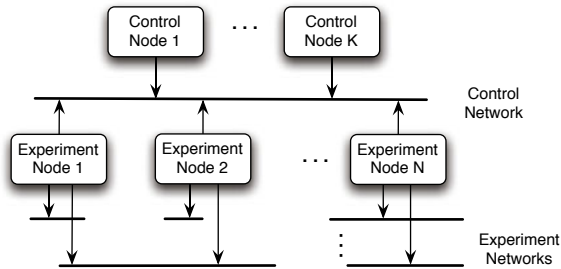 Control
Node 1
. . .
Control
Node K
Control
Network
Experiment
Node 1
Experiment
Node 2
. . .
Experiment
Node N
Experiment
Networks